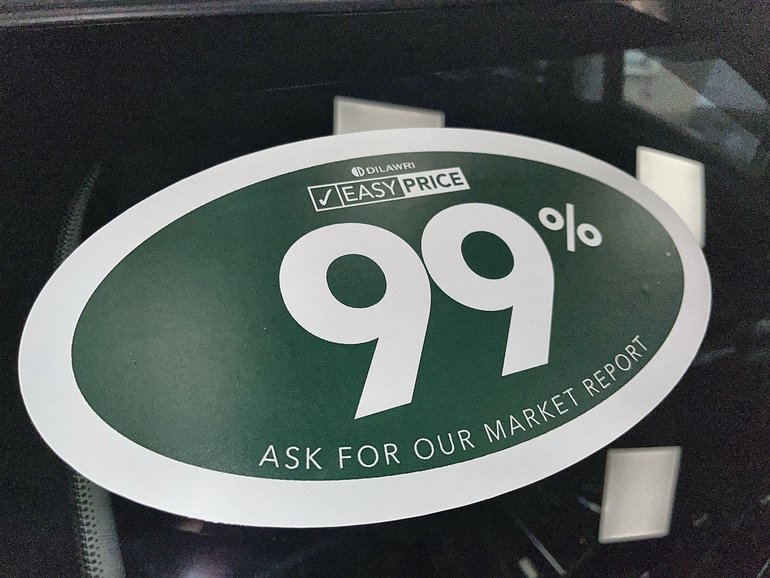 DILAWRI
✓ EASY PRICE
99%
ASK FOR OUR MARKET REPORT